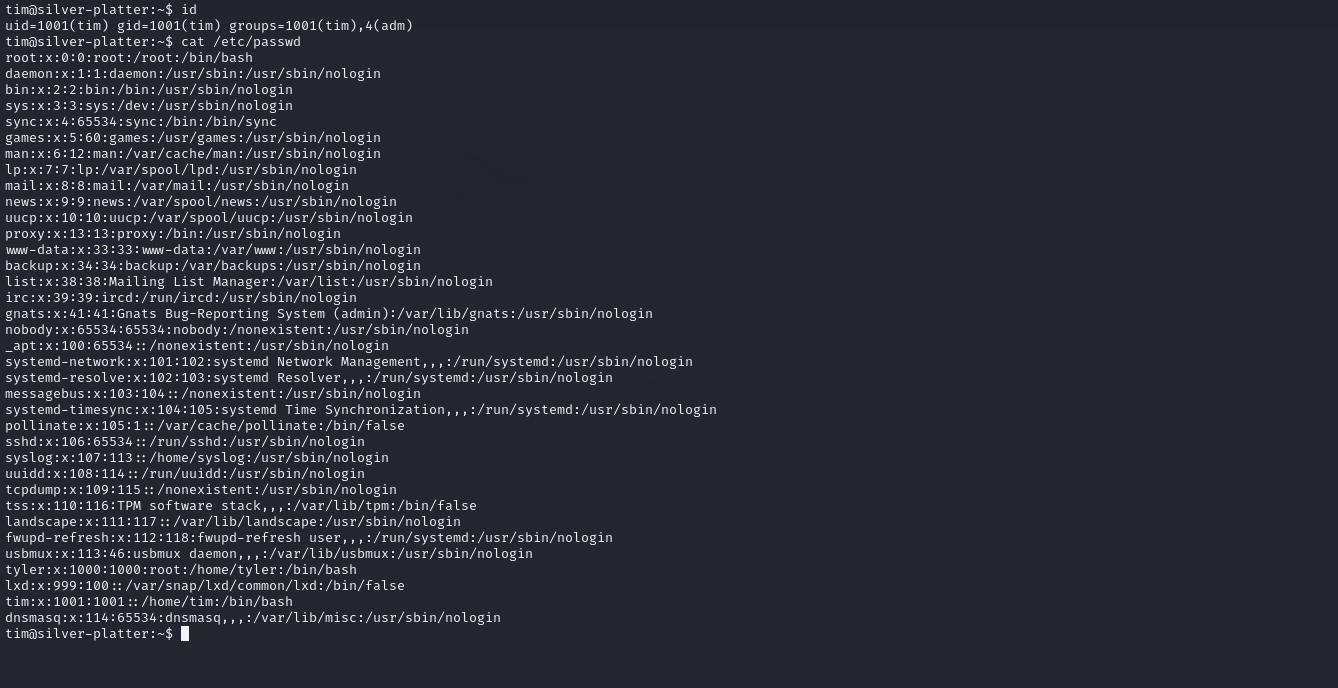 tim@silver-platter:~$ id
uid=1001(tim) gid=1001(tim) groups=1001(tim),4(adm)
tim@silver-platter:~$ cat /etc/passwd
root:x:0:0:root:/root:/bin/bash
daemon:x:1:1:daemon:/usr/sbin:/usr/sbin/nologin
bin:x:2:2:bin:/bin:/usr/sbin/nologin
sys:x:3:3:sys:/dev:/usr/sbin/nologin
sync:x:4:65534:sync:/bin:/bin/sync
games:x:5:60:games:/usr/games:/usr/sbin/nologin
man:x:6:12:man:/var/cache/man:/usr/sbin/nologin
lp:x:7:7:lp:/var/spool/lpd:/usr/sbin/nologin
mail:x:8:8:mail:/var/mail:/usr/sbin/nologin
news:x:9:9:news:/var/spool/news:/usr/sbin/nologin
uucp:x:10:10:uucp:/var/spool/uucp:/usr/sbin/nologin
proxy:x:13:13:proxy:/bin:/usr/sbin/nologin
www-data:x:33:33:www-data:/var/www:/usr/sbin/nologin
backup:x:34:34:backup:/var/backups:/usr/sbin/nologin
list:x:38:38:Mailing List Manager:/var/list:/usr/sbin/nologin
irc:x:39:39:ircd:/run/ircd:/usr/sbin/nologin
gnats:x:41:41:Gnats Bug-Reporting System (admin):/var/lib/gnats:/usr/sbin/nologin
nobody:x:65534:65534:nobody:/nonexistent:/usr/sbin/nologin
_apt:x:100:65534::/nonexistent:/usr/sbin/nologin
systemd-network:x:101:102:systemd Network Management,,,:/run/systemd:/usr/sbin/nologin
systemd-resolve:x:102:103:systemd Resolver,,,:/run/systemd:/usr/sbin/nologin
messagebus:x:103:104::/nonexistent:/usr/sbin/nologin
systemd-timesync:x:104:105:systemd Time Synchronization,,,:/run/systemd:/usr/sbin/nologin
pollinate:x:105:1::/var/cache/pollinate:/bin/false
sshd:x:106:65534::/run/sshd:/usr/sbin/nologin
syslog:x:107:113::/home/syslog:/usr/sbin/nologin
uuidd:x:108:114::/run/uuidd:/usr/sbin/nologin
tcpdump:x:109:115::/nonexistent:/usr/sbin/nologin
tss:x:110:116:TPM software stack,,,:/var/lib/tpm:/bin/false
landscape:x:111:117::/var/lib/landscape:/usr/sbin/nologin
fwupd-refresh:x:112:118:fwupd-refresh user,,,:/run/systemd:/usr/sbin/nologin
usbmux:x:113:46:usbmux daemon,,,:/var/lib/usbmux:/usr/sbin/nologin
tyler:x:1000:1000:root:/home/tyler:/bin/bash
lxd:x:999:100::/var/snap/lxd/common/lxd:/bin/false
tim:x:1001:1001::/home/tim:/bin/bash
dnsmasq:x:114:65534:dnsmasq,,,:/var/lib/misc:/usr/sbin/nologin
tim@silver-platter:~$